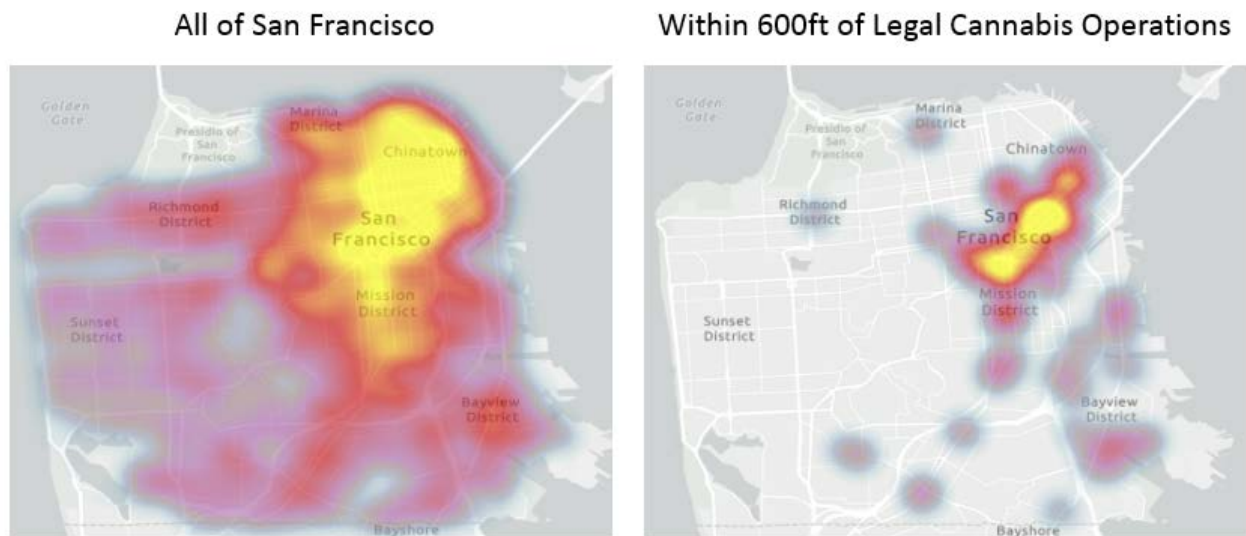 All of San Francisco
Within 600ft of Legal Cannabis Operations
Golden
Gate
Marina
District
Presidio of
San
Francisco
Chinatown
Richmond
District
San
Francisco
Mission
District
Sunset
District
Bayview
District
Bayshore
Golden
Gate
Marina
District
Presidio of
San
Francisco
Chinatown
Richmond
District
San
Francisco
Mission
District
Sunset
District
Bayview
District
Bayshore